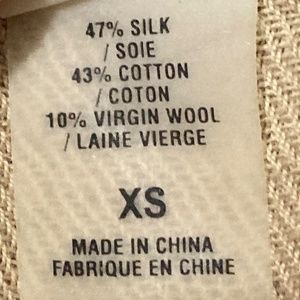 47% SILK
/ SOIE
43% COTTON
/ COTON
10% VIRGIN WOOL
/ LAINE VIERGE
XS
MADE IN CHINA
FABRIQUE EN CHINE